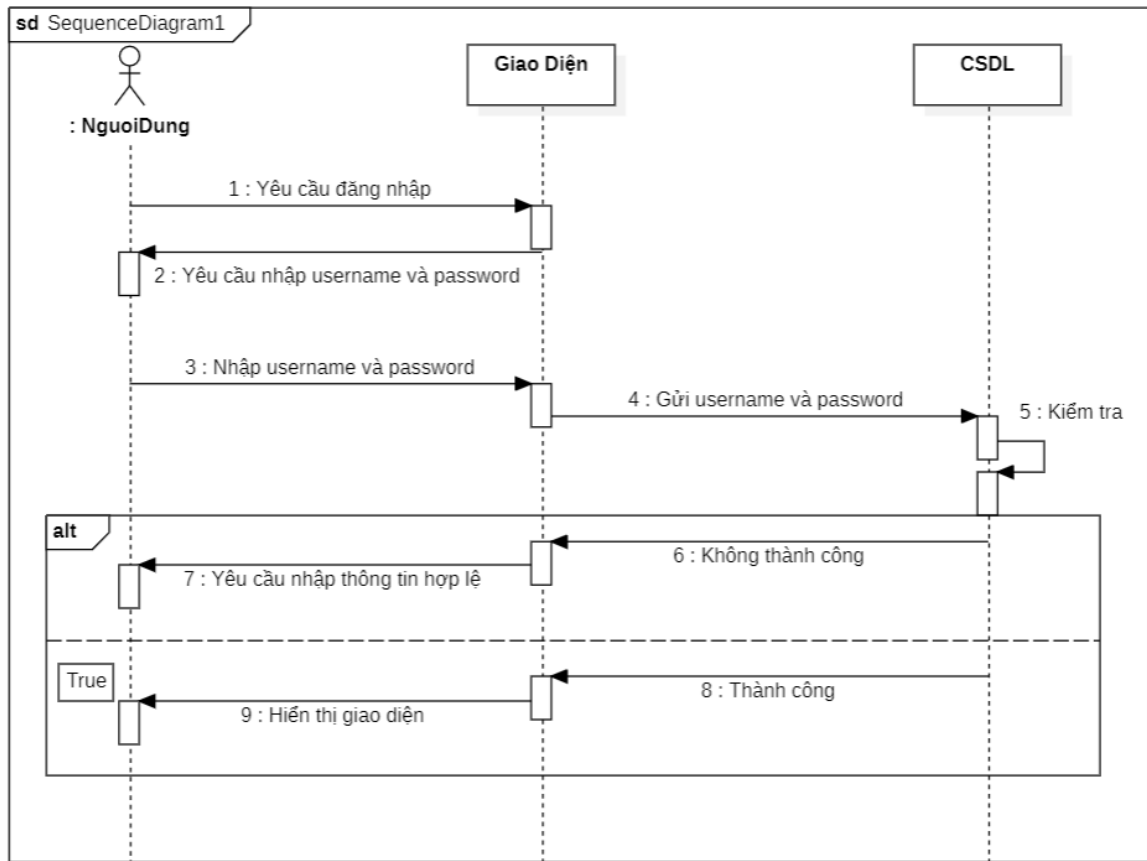 sd SequenceDiagram1
Giao Diện
CSDL
: NguoiDung
1 : Yêu cầu đăng nhập
2 : Yêu cầu nhập username và password
3 : Nhập username và password
4 : Gửi username và password
5 : Kiểm tra
alt
6 : Không thành công
7 : Yêu cầu nhập thông tin hợp lệ
True
8 : Thành công
9 : Hiển thị giao diện